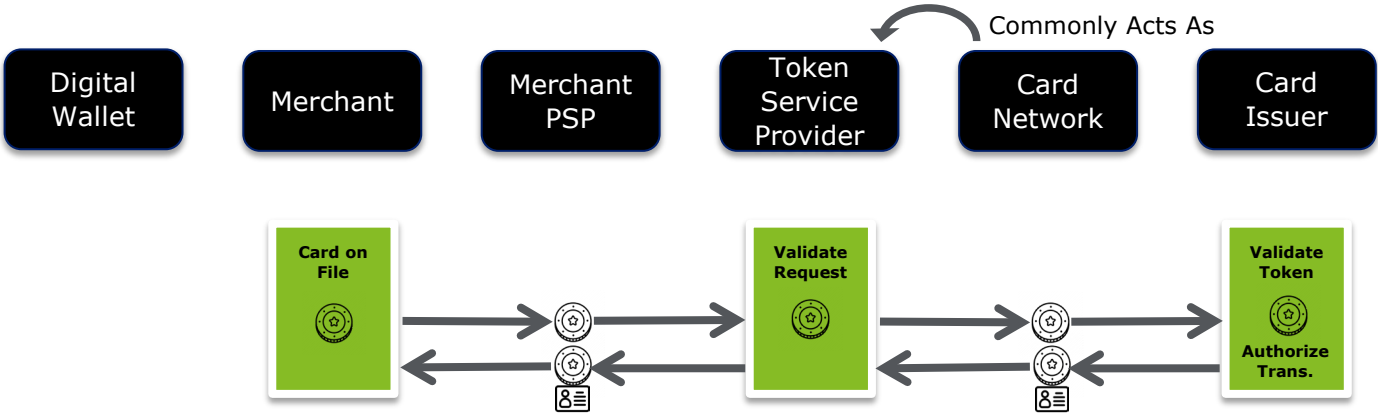 Commonly Acts As
Digital
Wallet
Merchant
Merchant
PSP
Token
Service
Provider
Card
Network
Card
Issuer
Card on
File
Validate
Request
Validate
Token
Authorize
Trans.